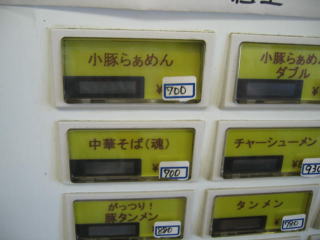 小豚らぁめん
¥700
小豚らぁめん
ダブル
¥
中華そば(魂)
900
チャーシューメン
930
がっつり!
豚タンメン
タンメン